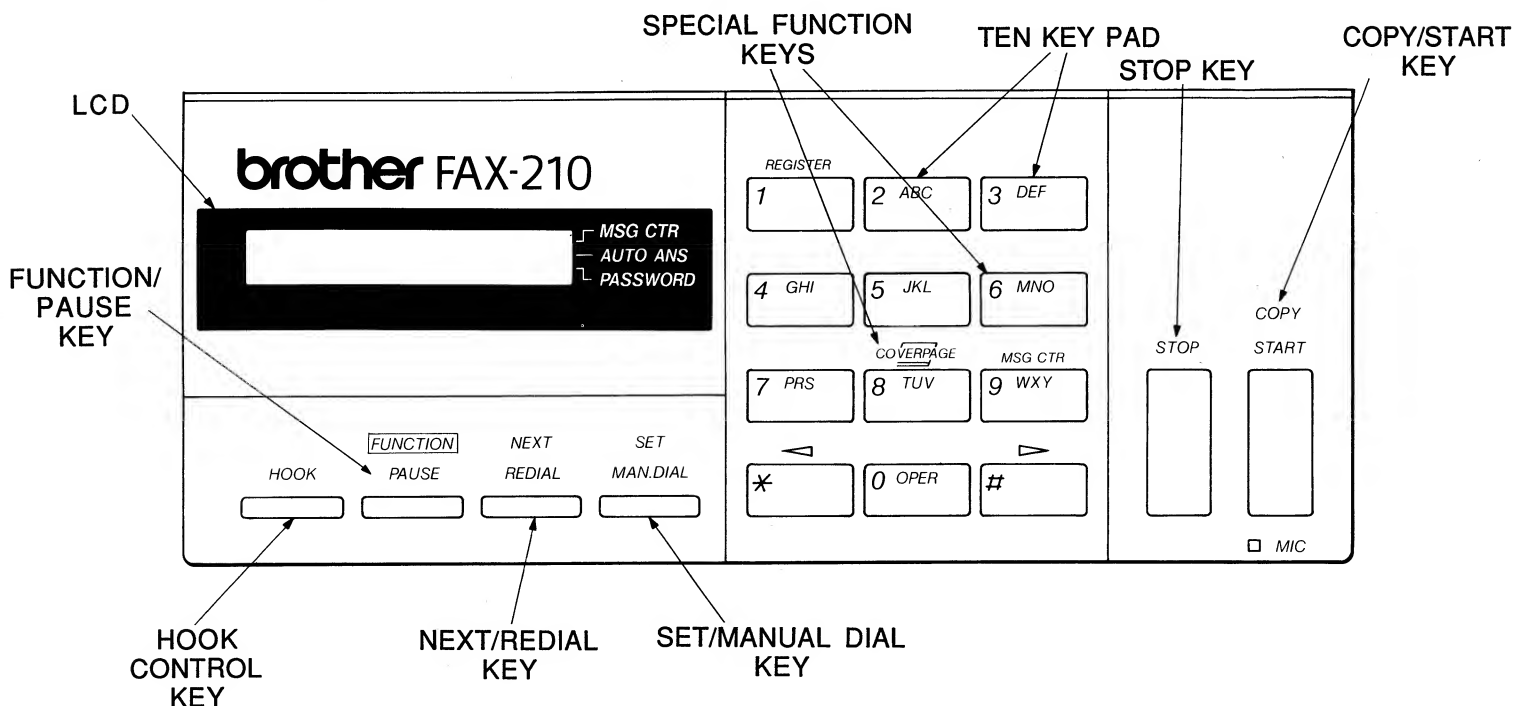 SPECIAL FUNCTION
KEYS
TEN KEY PAD
COPY/START
KEY
STOP KEY
LCD
brother FAX-210
MSG CTR
AUTO ANS
PASSWORD
FUNCTION/
PAUSE
KEY
REGISTER
1
2 ABC
3 DEF
4 GHI
5 JKL
6 MNO
COVERPAGE
MSG CTR
7 PRS
8 TUV
9 WXY
*
0 OPER
#
COPY
STOP
START
MIC
FUNCTION
NEXT
SET
HOOK
PAUSE
REDIAL
MAN.DIAL
HOOK
CONTROL
KEY
NEXT/REDIAL
KEY
SET/MANUAL DIAL
KEY